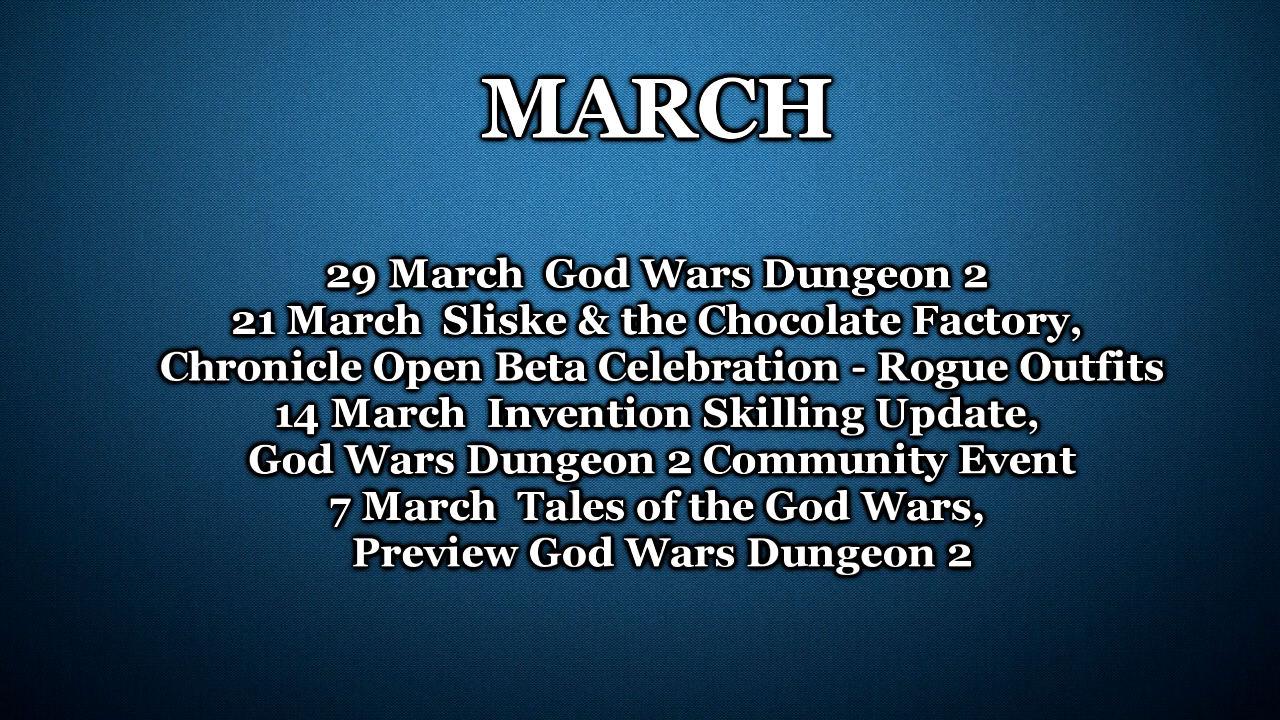 MARCH
29 March  God Wars Dungeon 2
21 March  Sliske & the Chocolate Factory,
Chronicle Open Beta Celebration - Rogue Outfits
14 March  Invention Skilling Update,
God Wars Dungeon 2 Community Event
7 March  Tales of the God Wars,
Preview God Wars Dungeon 2